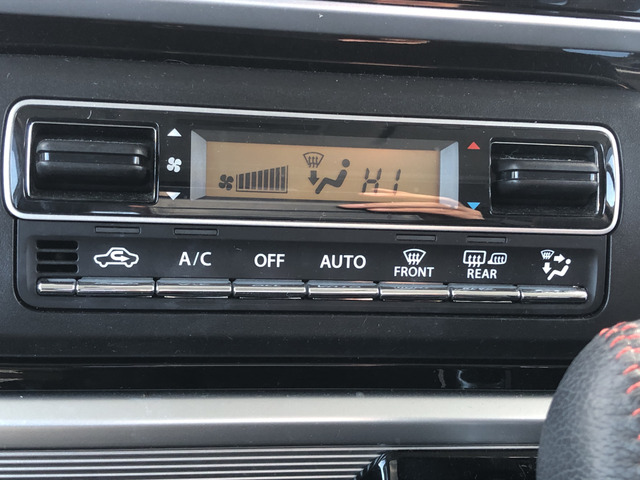 HI
A/C OFF AUTO FRONT REAR